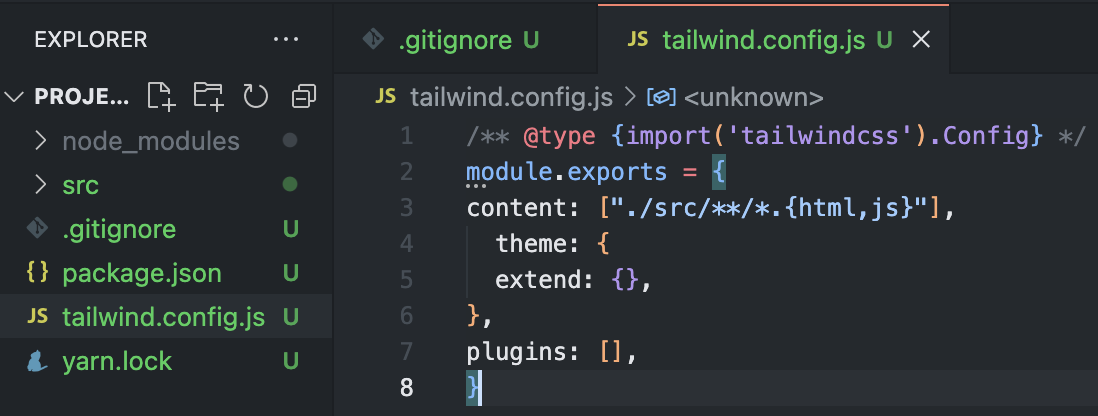 EXPLORER ...
.gitignore U
JS tailwind.config.js U
PROJE...
JS tailwind.config.js > <unknown>
node_modules
src
.gitignore U
{} package.json U
JS tailwind.config.js U
yarn.lock U
1 /** @type {import('tailwindcss').Config} */
2 module.exports = {
3 content: ["./src/**/*.{html,js}"],
4 theme: {
5 extend: {},
6 },
7 plugins: [],
8 }